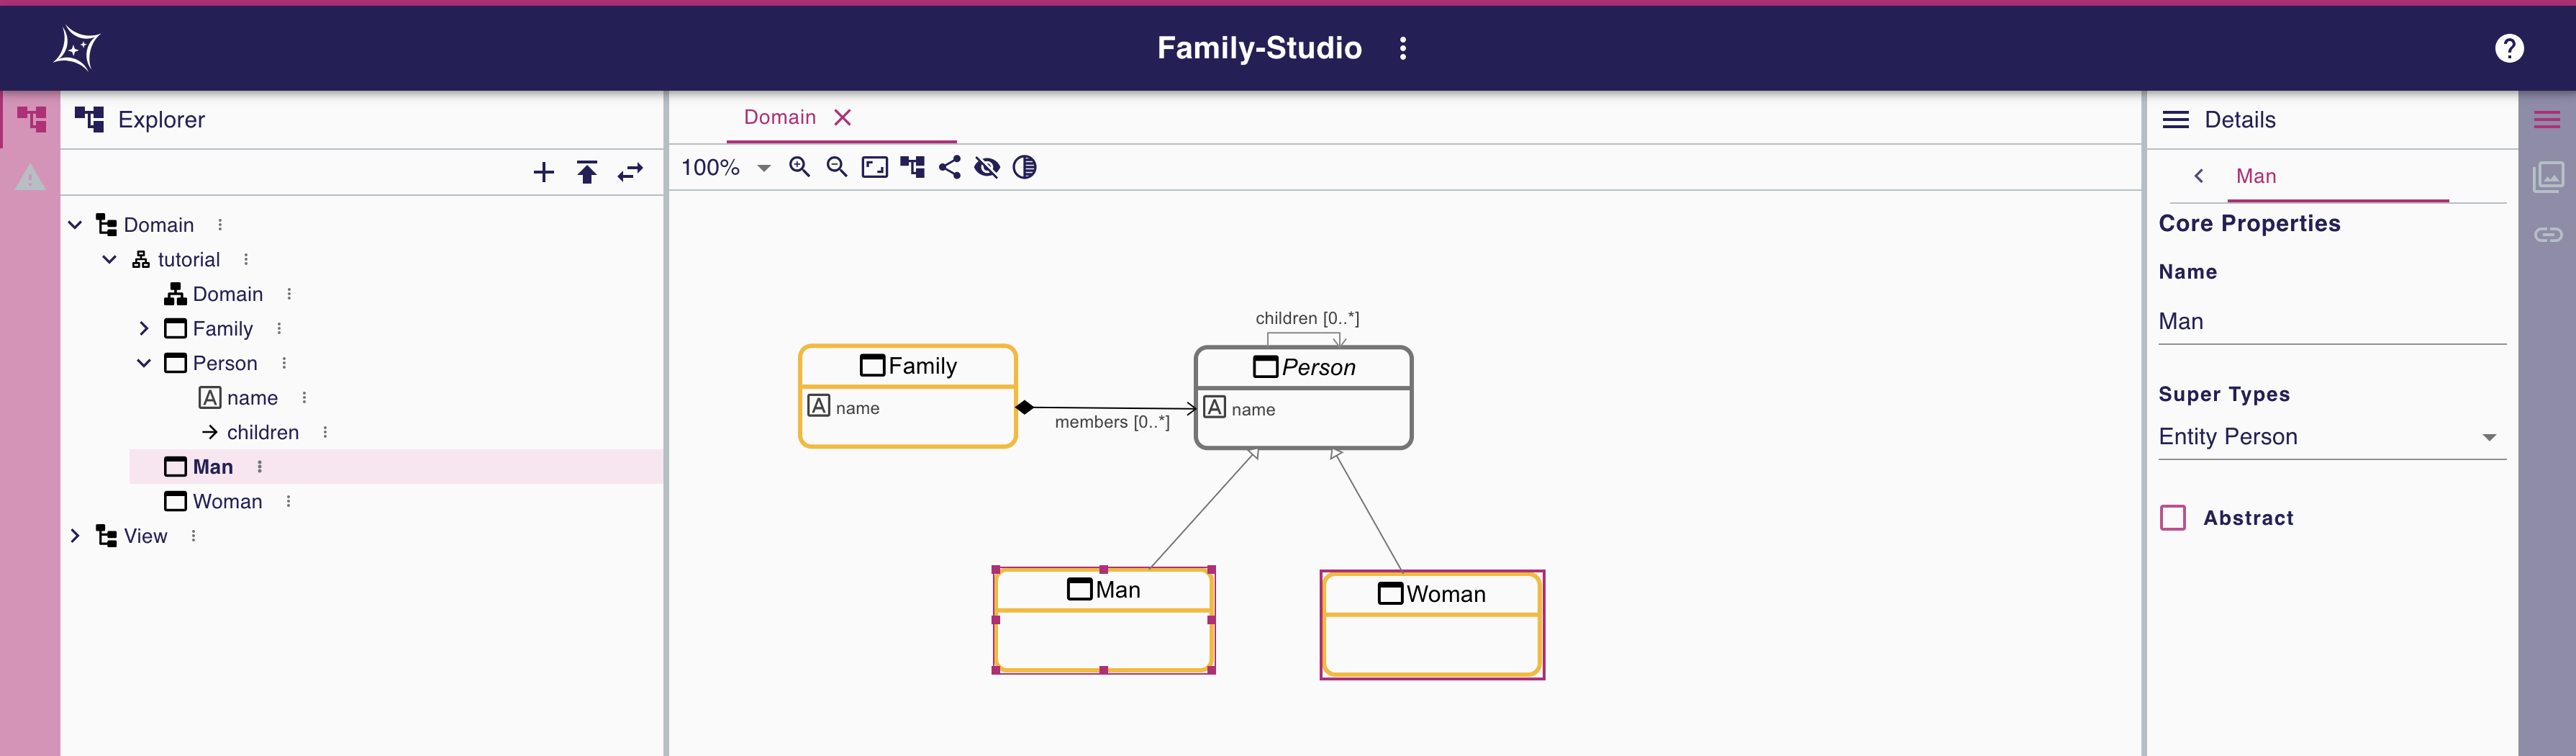 Family-Studio
Explorer
Domain
tutorial
Domain
Family
Person
name
children
Man
Woman
View
Domain
100%
children [0..*]
Family
name
members [0..*]
Person
name
Man
Woman
Details
Man
Core Properties
Name
Man
Super Types
Entity Person
Abstract